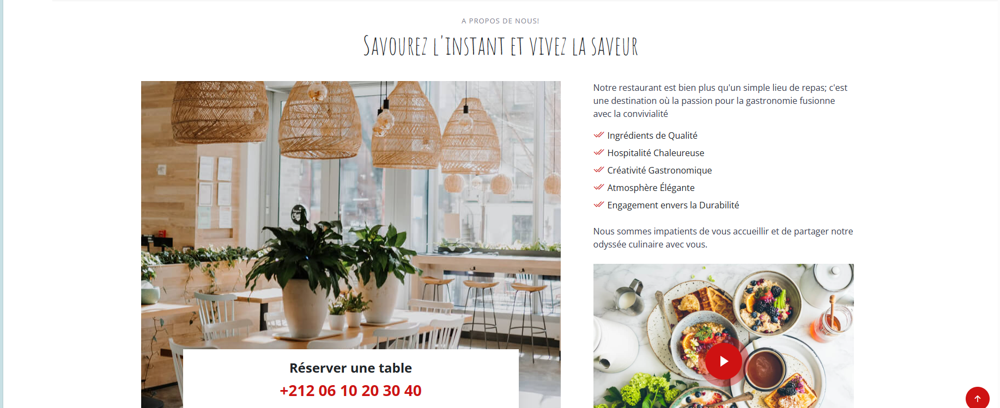 A PROPOS DE NOUS!
SAVOUREZ L'INSTANT ET VIVEZ LA SAVEUR
Notre restaurant est bien plus qu'un simple lieu de repas; c'est
une destination où la passion pour la gastronomie fusionne
avec la convivialité
Ingrédients de Qualité
Hospitalité Chaleureuse
Créativité Gastronomique
Atmosphère Élégante
Engagement envers la Durabilité
Nous sommes impatients de vous accueillir et de partager notre
odyssée culinaire avec vous.
Réserver une table
+212 06 10 20 30 40